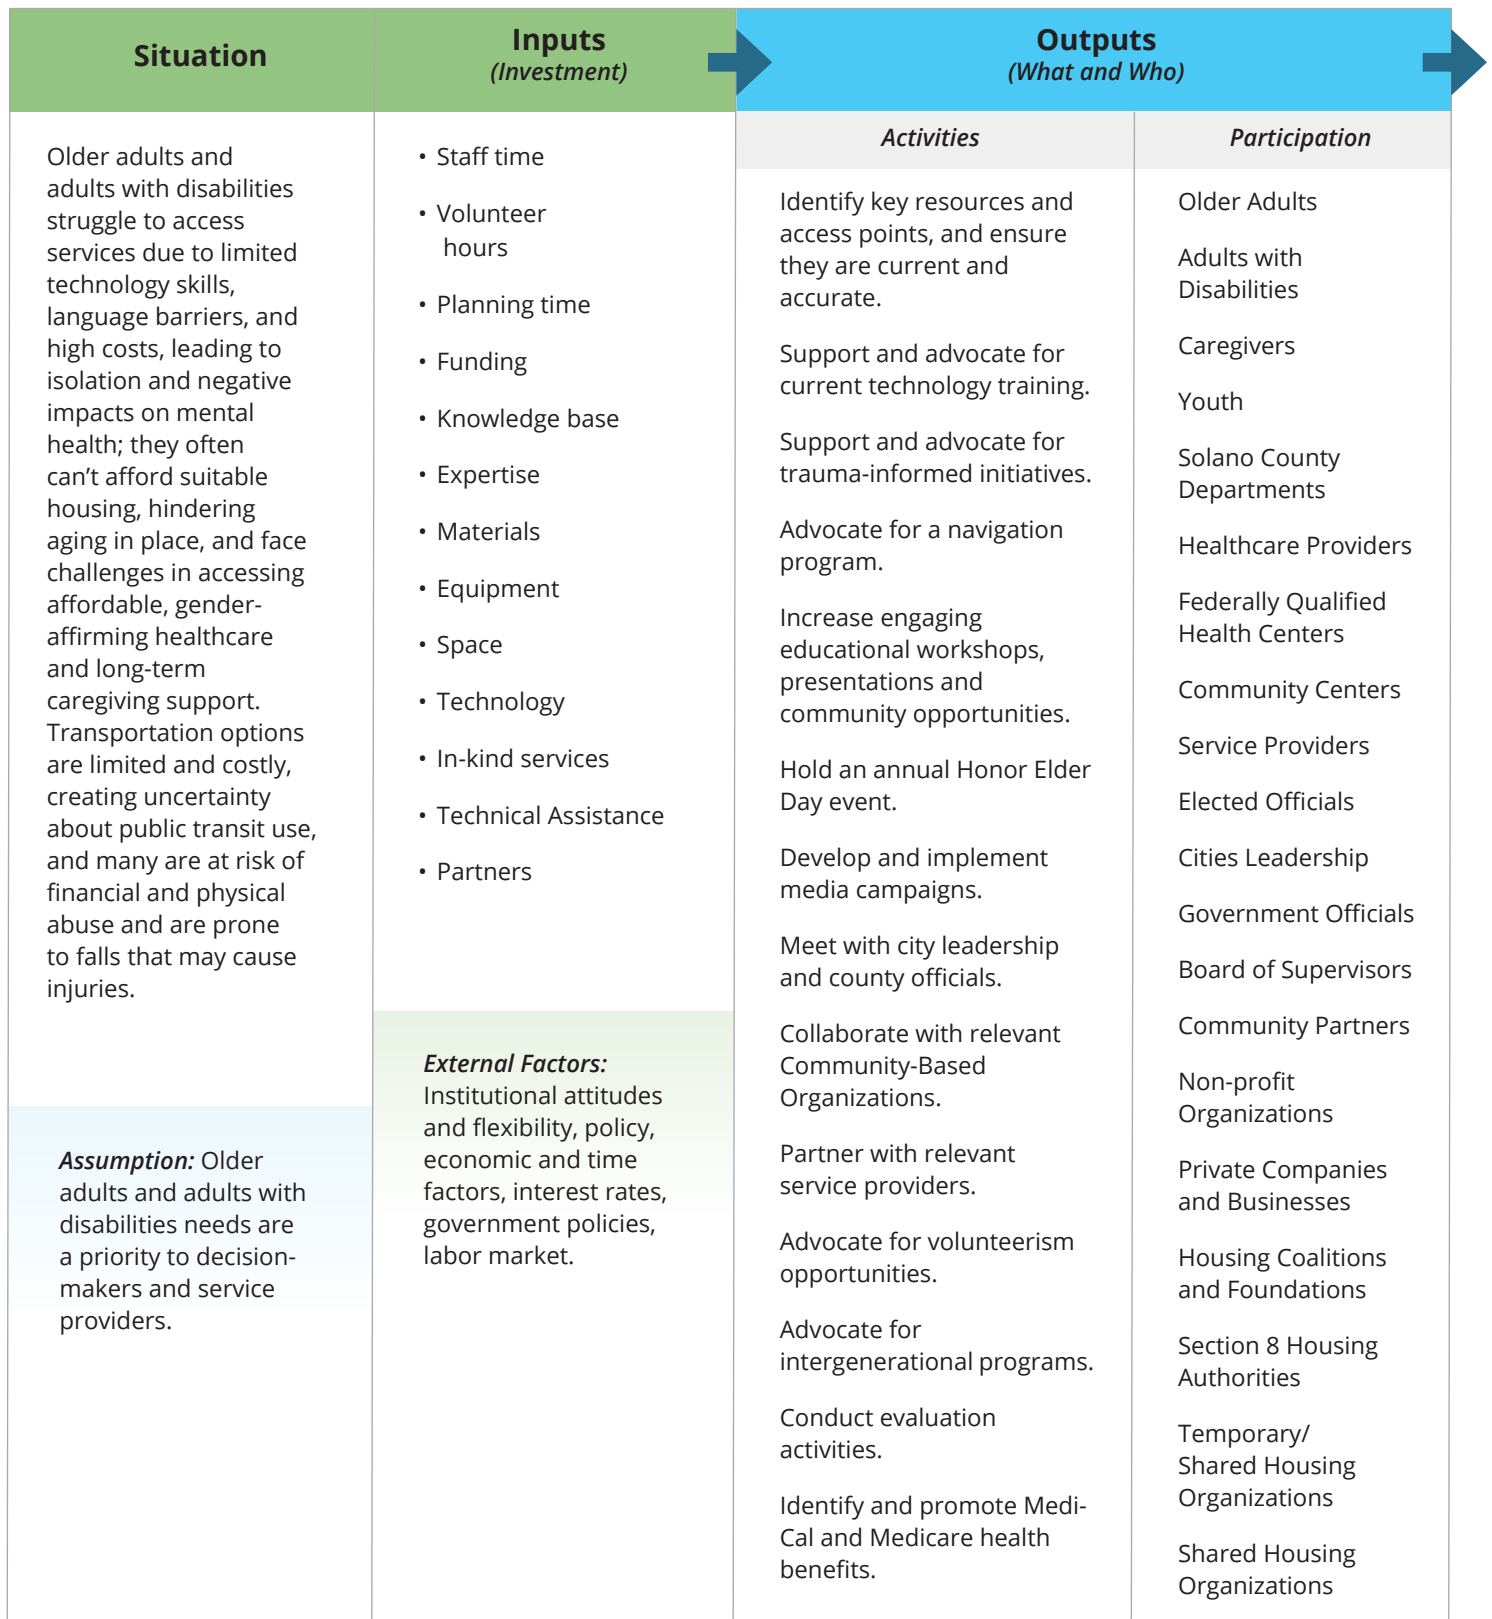 Situation
Older adults and
adults with disabilities
struggle to access
services due to limited
technology skills,
language barriers, and
high costs, leading to
isolation and negative
impacts on mental
health; they often
can’t afford suitable
housing, hindering
aging in place, and face
challenges in accessing
affordable, gender-
affirming healthcare
and long-term
caregiving support.
Transportation options
are limited and costly,
creating uncertainty
about public transit use,
and many are at risk of
financial and physical
abuse and are prone
to falls that may cause
injuries.
Assumption: Older
adults and adults with
disabilities needs are
a priority to decision-
makers and service
providers.
Inputs
(Investment)
• Staff time
• Volunteer
hours
• Planning time
• Funding
• Knowledge base
• Expertise
• Materials
• Equipment
• Space
• Technology
• In-kind services
• Technical Assistance
• Partners
External Factors:
Institutional attitudes
and flexibility, policy,
economic and time
factors, interest rates,
government policies,
labor market.
Outputs
(What and Who)
Activities
Identify key resources and
access points, and ensure
they are current and
accurate.
Support and advocate for
current technology training.
Support and advocate for
trauma-informed initiatives.
Advocate for a navigation
program.
Increase engaging
educational workshops,
presentations and
community opportunities.
Hold an annual Honor Elder
Day event.
Develop and implement
media campaigns.
Meet with city leadership
and county officials.
Collaborate with relevant
Community-Based
Organizations.
Partner with relevant
service providers.
Advocate for volunteerism
opportunities.
Advocate for
intergenerational programs.
Conduct evaluation
activities.
Identify and promote Medi-
Cal and Medicare health
benefits.
Participation
Older Adults
Adults with
Disabilities
Caregivers
Youth
Solano County
Departments
Healthcare Providers
Federally Qualified
Health Centers
Community Centers
Service Providers
Elected Officials
Cities Leadership
Government Officials
Board of Supervisors
Community Partners
Non-profit
Organizations
Private Companies
and Businesses
Housing Coalitions
and Foundations
Section 8 Housing
Authorities
Temporary/
Shared Housing
Organizations
Shared Housing
Organizations